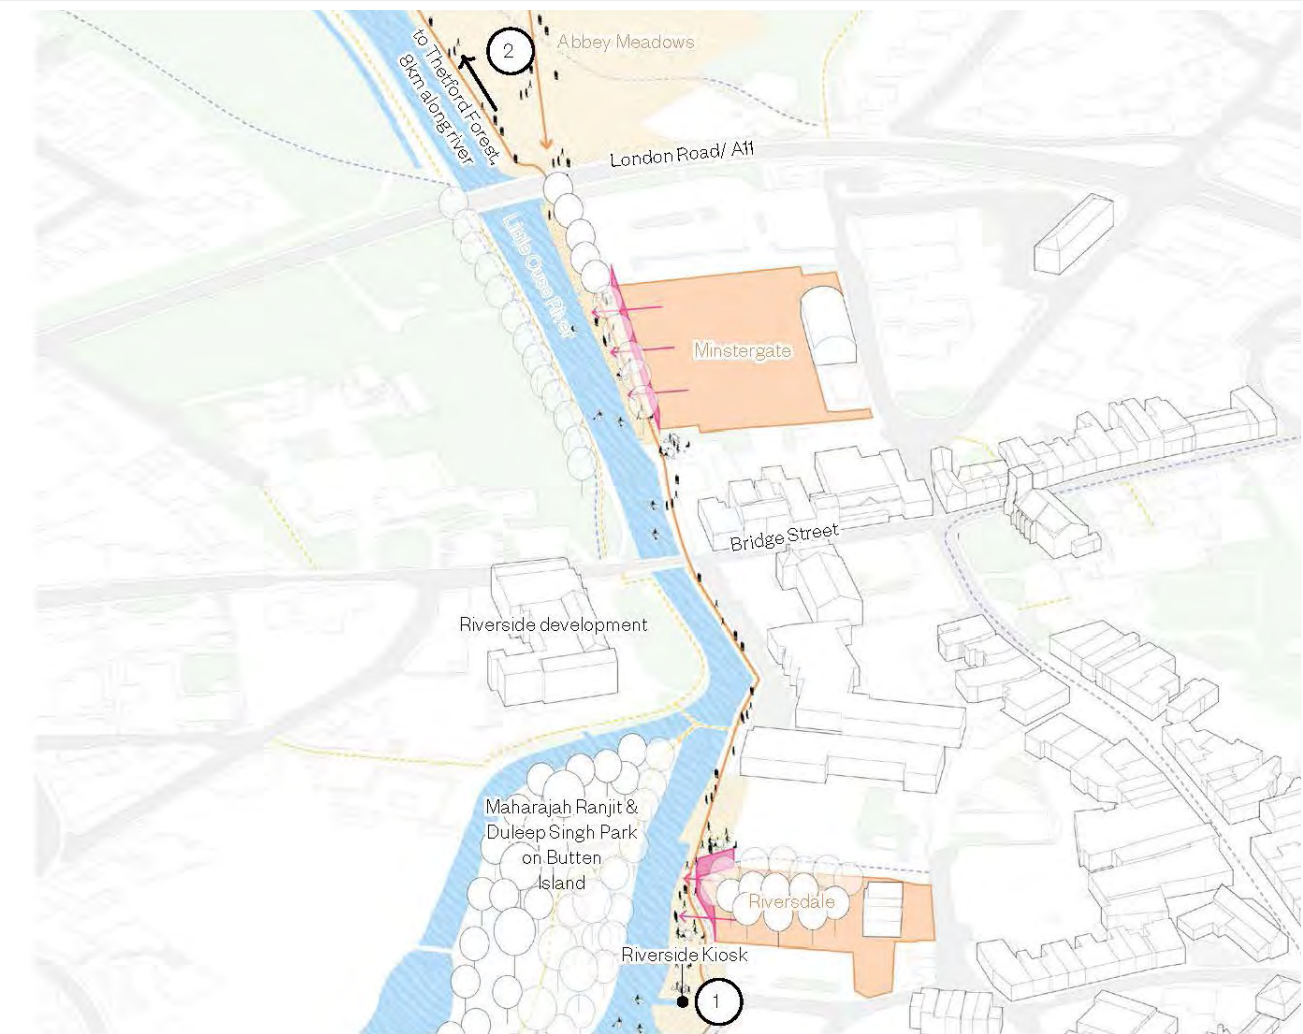 2
Abbey Meadows
to Thetford Forest,
8km along river
London Road/ A11
Little Ouse River
Minstergate
Bridge Street
Riverside development
Maharajah Ranjit &
Duleep Singh Park
on Butten
Island
Riversdale
Riverside Kiosk
1